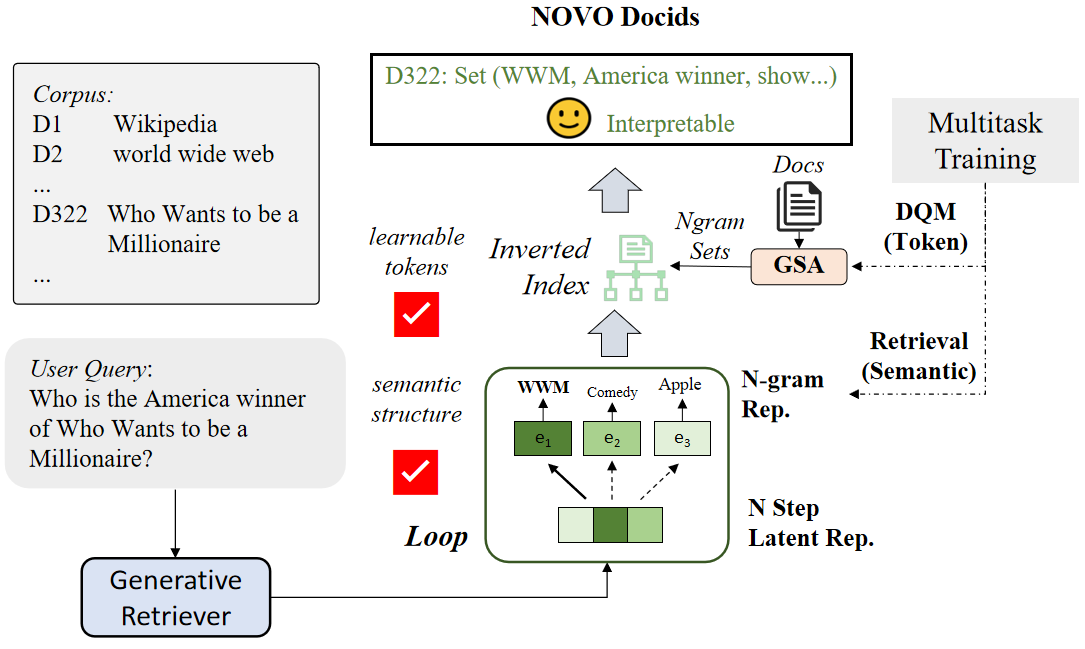 NOVO Docids
D322: Set (WWM, America winner, show...)
Interpretable
Corpus:
D1 Wikipedia
D2 world wide web
...
D322 Who Wants to be a
Millionaire
...
Multitask
Training
Docs
DQM
(Token)
Ngram
Sets
GSA
learnable
tokens
Inverted
Index
Retrieval
(Semantic)
User Query:
Who is the America winner
of Who Wants to be a
Millionaire?
semantic
structure
WWM Comedy Apple
N-gram
Rep.
e1 e2 e3
N Step
Latent Rep.
Loop
Generative
Retriever